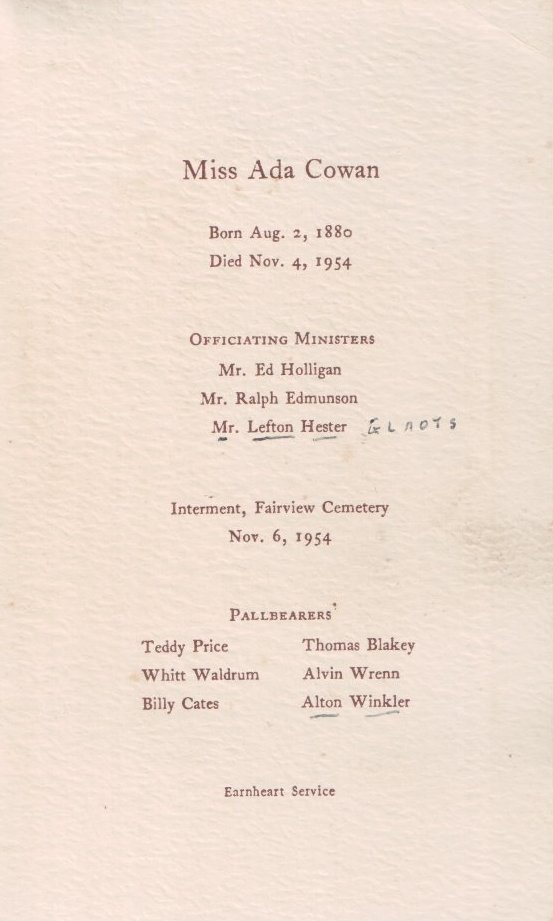 Miss Ada Cowan
Born Aug. 2, 1880
Died Nov. 4, 1954
Officiating Ministers
Mr. Ed Holligan
Mr. Ralph Edmunson
Mr. Lefton Hester
Interment, Fairview Cemetery
Nov. 6, 1954
Pallbearers
Teddy Price Thomas Blakey
Whitt Waldrum Alvin Wrenn
Billy Cates Alton Winkler
Earnheart Service